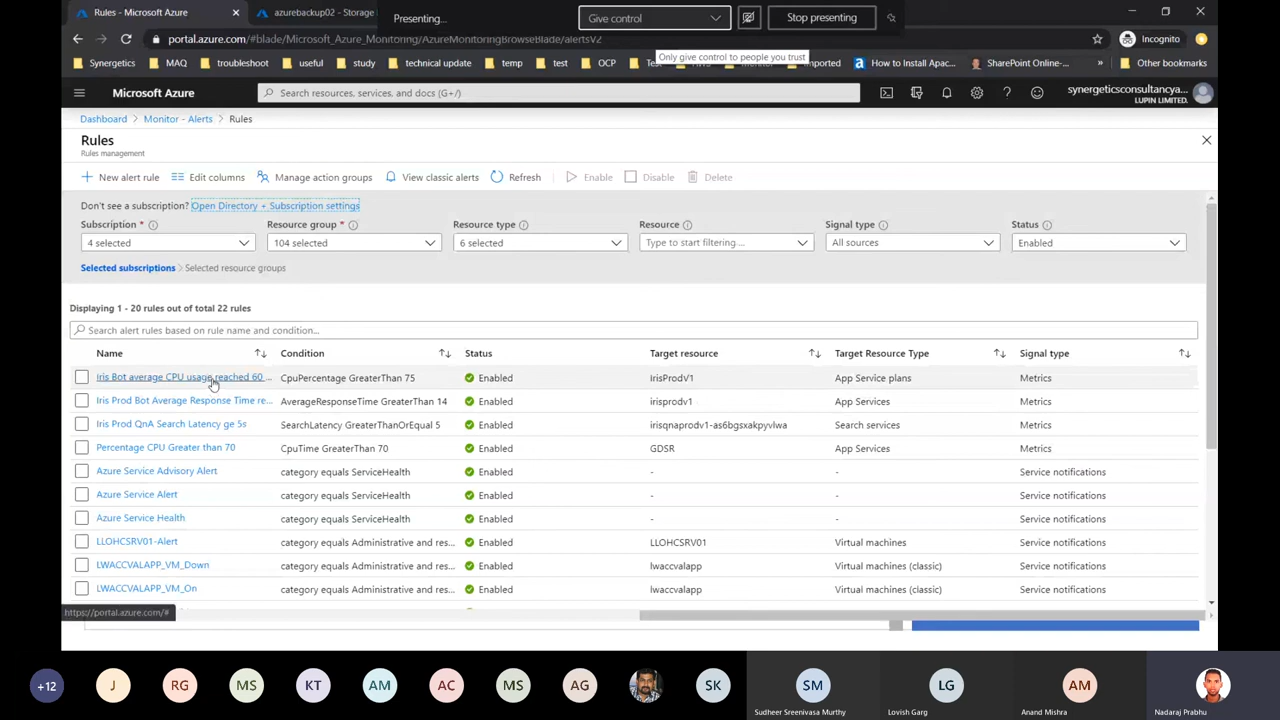 Rules - Microsoft Azure
azurebackup02 - Storage
Presenting...
Give control
Stop presenting
Only give control to people you trust
portal.azure.com/#blade/Microsoft_Azure_Monitoring/AzureMonitoringBrowseBlade/alertsV2
Incognito
Synergetics
MAQ
troubleshoot
useful
study
technical update
temp
test
OCP
imported
How to Install Apac...
SharePoint Online-...
»
Other bookmarks
Microsoft Azure
Search resources, services, and docs (G+/)
synergeticsconsultancya...
LUPIN LIMITED.
Dashboard > Monitor - Alerts > Rules
Rules
Rules management
New alert rule
Edit columns
Manage action groups
View classic alerts
Refresh
Enable
Disable
Delete
Don't see a subscription? Open Directory + Subscription settings
Subscription * Resource group * Resource type Resource Signal type Status
4 selected 104 selected 6 selected Type to start filtering ... All sources Enabled
Selected subscriptions > Selected resource groups
Displaying 1 - 20 rules out of total 22 rules
Search alert rules based on rule name and condition...
Name Condition Status Target resource Target Resource Type Signal type
Iris Bot average CPU usage reached 60 ... CpuPercentage GreaterThan 75 Enabled IrisProdV1 App Service plans Metrics
Iris Prod Bot Average Response Time re... AverageResponseTime GreaterThan 14 Enabled irisprodv1 App Services Metrics
Iris Prod QnA Search Latency ge 5s SearchLatency GreaterThanOrEqual 5 Enabled irisqnaprodv1-as6bgsxakpyvlwa Search services Metrics
Percentage CPU Greater than 70 CpuTime GreaterThan 70 Enabled GDSR App Services Metrics
Azure Service Advisory Alert category equals ServiceHealth Enabled - - Service notifications
Azure Service Alert category equals ServiceHealth Enabled - - Service notifications
Azure Service Health category equals ServiceHealth Enabled - - Service notifications
LLOHCSRV01-Alert category equals Administrative and res... Enabled LLOHCSRV01 Virtual machines Service notifications
LWACCVALAPP_VM_Down category equals Administrative and res... Enabled lwaccvalapp Virtual machines (classic) Service notifications
LWACCVALAPP_VM_On category equals Administrative and res... Enabled lwaccvalapp Virtual machines (classic) Service notifications
https://portal.azure.com/#
+12 J RG MS KT AM AC MS AG SK SM LG AM
Sudheer Sreenivasa Murthy Lovish Garg Anand Mishra Nadaraj Prabhu